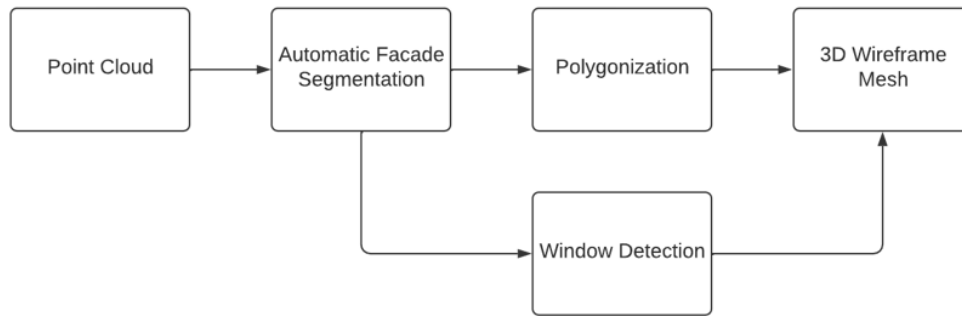 Point Cloud
Automatic Facade
Segmentation
Polygonization
3D Wireframe
Mesh
Window Detection